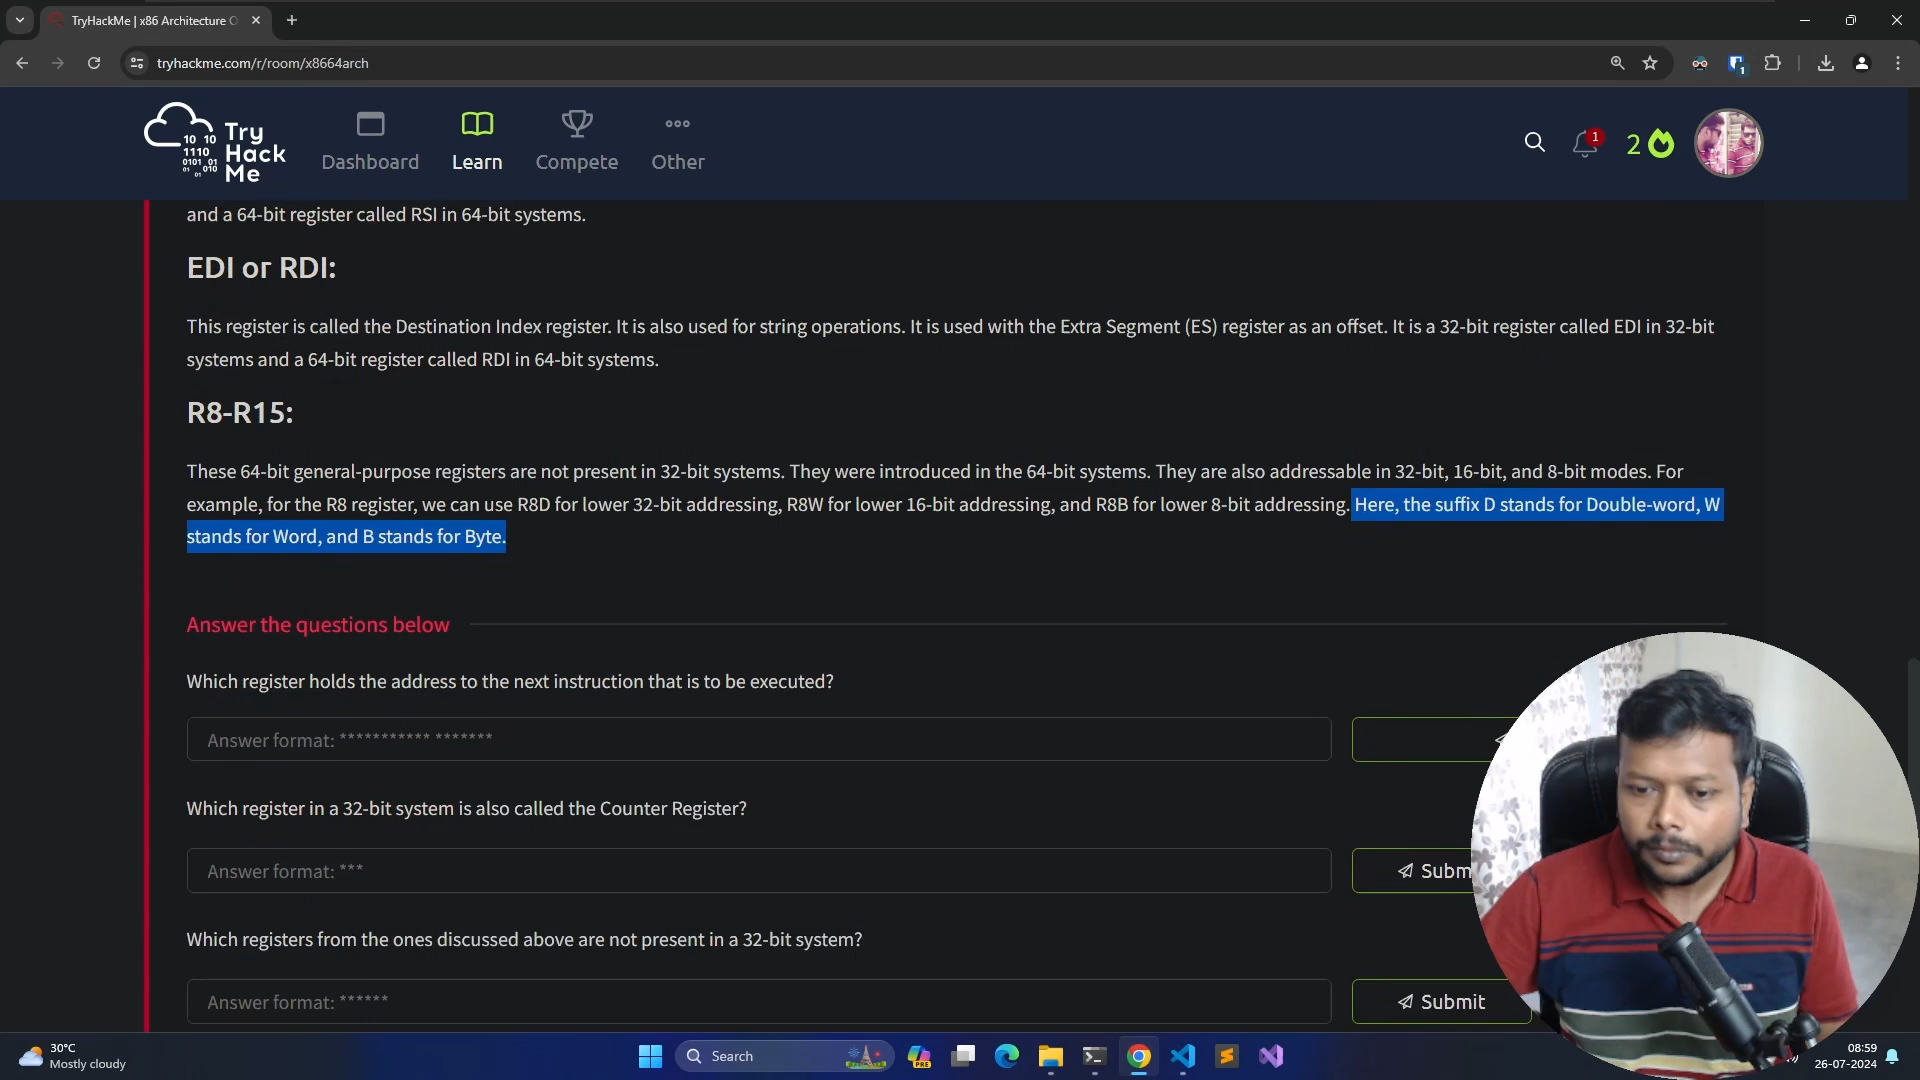 TryHackMe | x86 Architecture O
tryhackme.com/r/room/x8664arch
1
10 10
1110
0101 01
01 010
01
Try
Hack
Me
Dashboard
Learn
Compete
Other
1
2
and a 64-bit register called RSI in 64-bit systems.
EDI or RDI:
This register is called the Destination Index register. It is also used for string operations. It is used with the Extra Segment (ES) register as an offset. It is a 32-bit register called EDI in 32-bit
systems and a 64-bit register called RDI in 64-bit systems.
R8-R15:
These 64-bit general-purpose registers are not present in 32-bit systems. They were introduced in the 64-bit systems. They are also addressable in 32-bit, 16-bit, and 8-bit modes. For
example, for the R8 register, we can use R8D for lower 32-bit addressing, R8W for lower 16-bit addressing, and R8B for lower 8-bit addressing. Here, the suffix D stands for Double-word, W
stands for Word, and B stands for Byte.
Answer the questions below
Which register holds the address to the next instruction that is to be executed?
Answer format: *********** *******
Which register in a 32-bit system is also called the Counter Register?
Answer format: ***
Subm
Which registers from the ones discussed above are not present in a 32-bit system?
Answer format: ******
Submit
30°C
Mostly cloudy
Search
PRE
08:59
26-07-2024